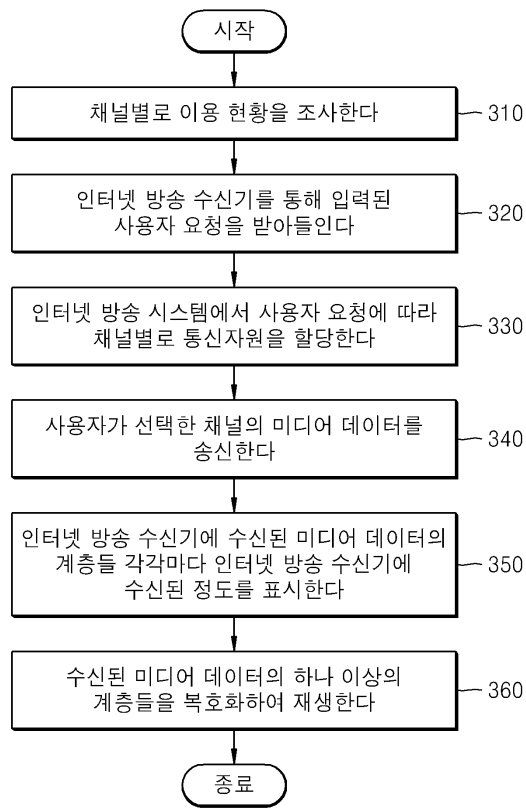 시작
채널별로 이용 현황을 조사한다
310
인터넷 방송 수신기를 통해 입력된
사용자 요청을 받아들인다
320
인터넷 방송 시스템에서 사용자 요청에 따라
채널별로 통신자원을 할당한다
330
사용자가 선택한 채널의 미디어 데이터를
송신한다
340
인터넷 방송 수신기에 수신된 미디어 데이터의
계층들 각각마다 인터넷 방송 수신기에
수신된 정도를 표시한다
350
수신된 미디어 데이터의 하나 이상의
계층들을 복호화하여 재생한다
360
종료